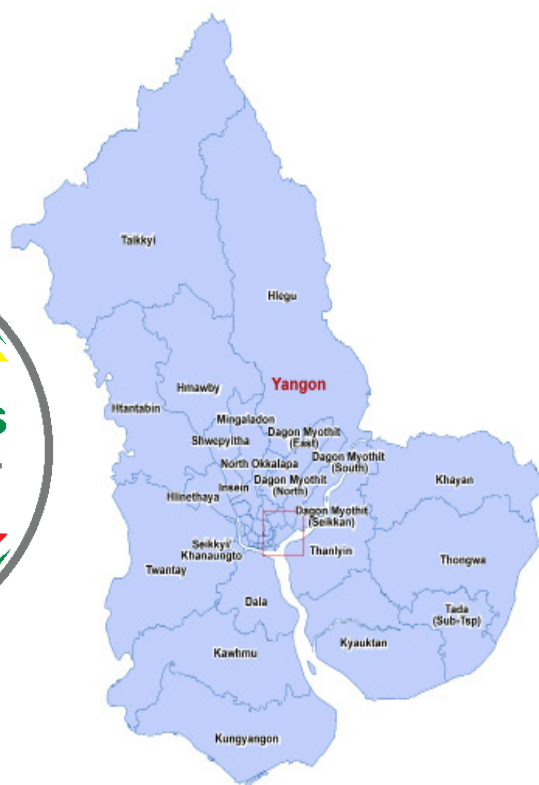 Taikkyi
Hlegu
Yangon
Hmawby
Htantabin
Mingaladon
Dagon Myothit
(East)
Shwepyitha
Dagon Myothit
(South)
North Okkalapa
Khayan
Dagon Myothit
(North)
Insein
Hlinethaya
Dagon Myothit
(Seikkan)
Seikkyi/
Khanaungto
Thanlyin
Thongwa
Twantay
Dala
Tada
(Sub-Tsp)
Kyauktan
Kawhmu
Kungyangon